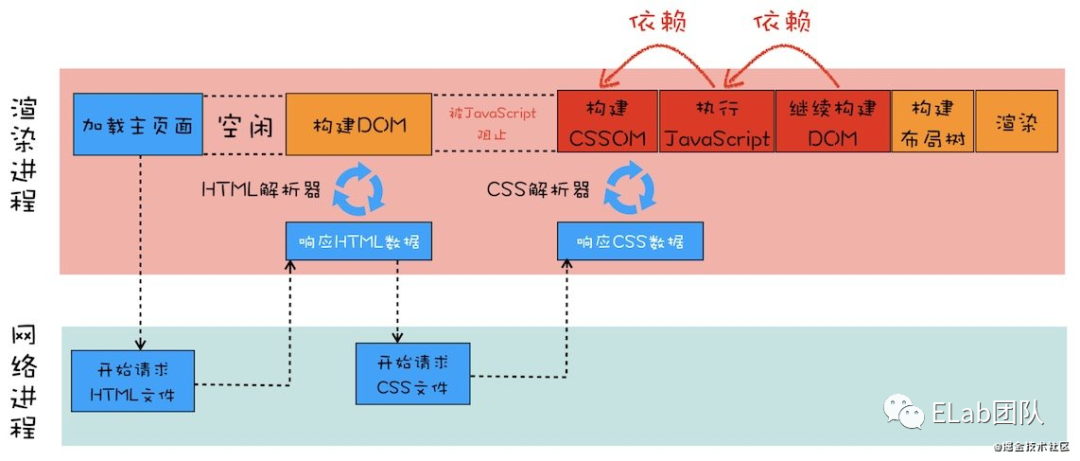 依赖
依赖
渲染进程
加载主页面
空闲
构建DOM
被JavaScript
阻止
构建
CSSOM
执行
JavaScript
继续构建
DOM
构建
布局树
渲染
HTML解析器
CSS解析器
响应HTML数据
响应CSS数据
网络进程
开始请求
HTML文件
开始请求
CSS文件
ELab团队
@掘金技术社区